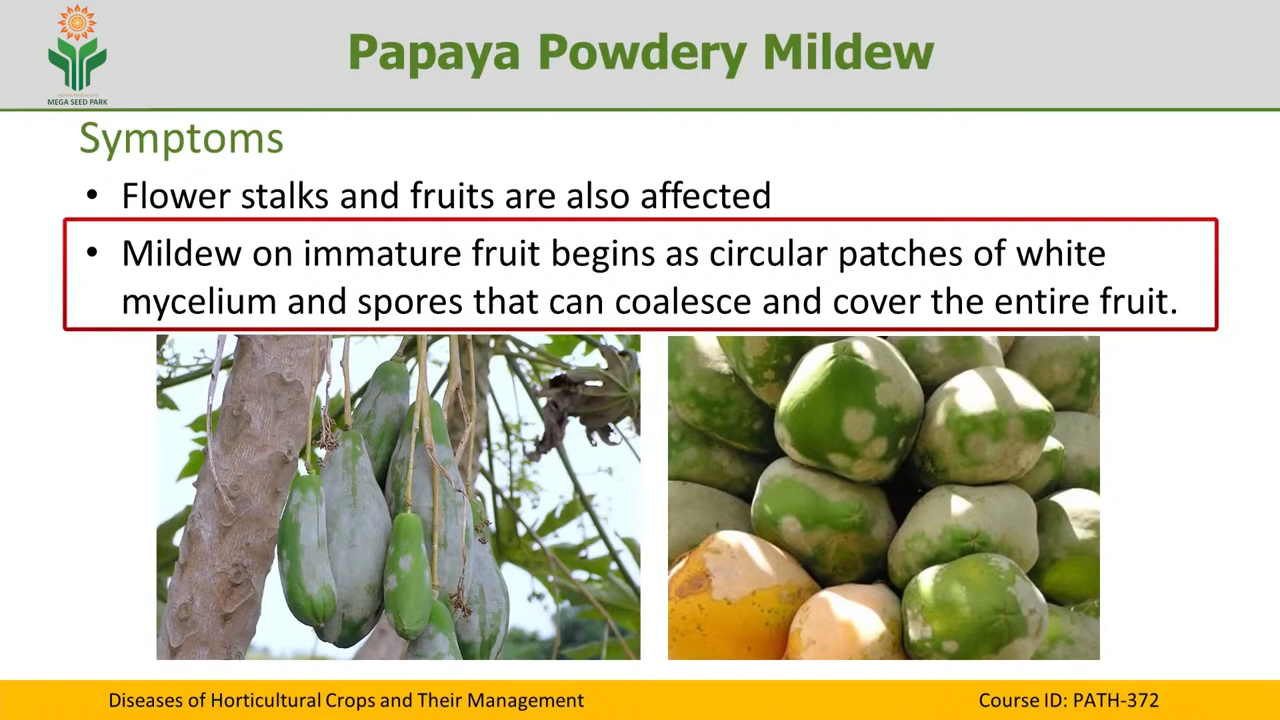 Papaya Powdery Mildew
MEGA SEED PARK
Symptoms
• Flower stalks and fruits are also affected
• Mildew on immature fruit begins as circular patches of white
mycelium and spores that can coalesce and cover the entire fruit.
Diseases of Horticultural Crops and Their Management
Course ID: PATH-372